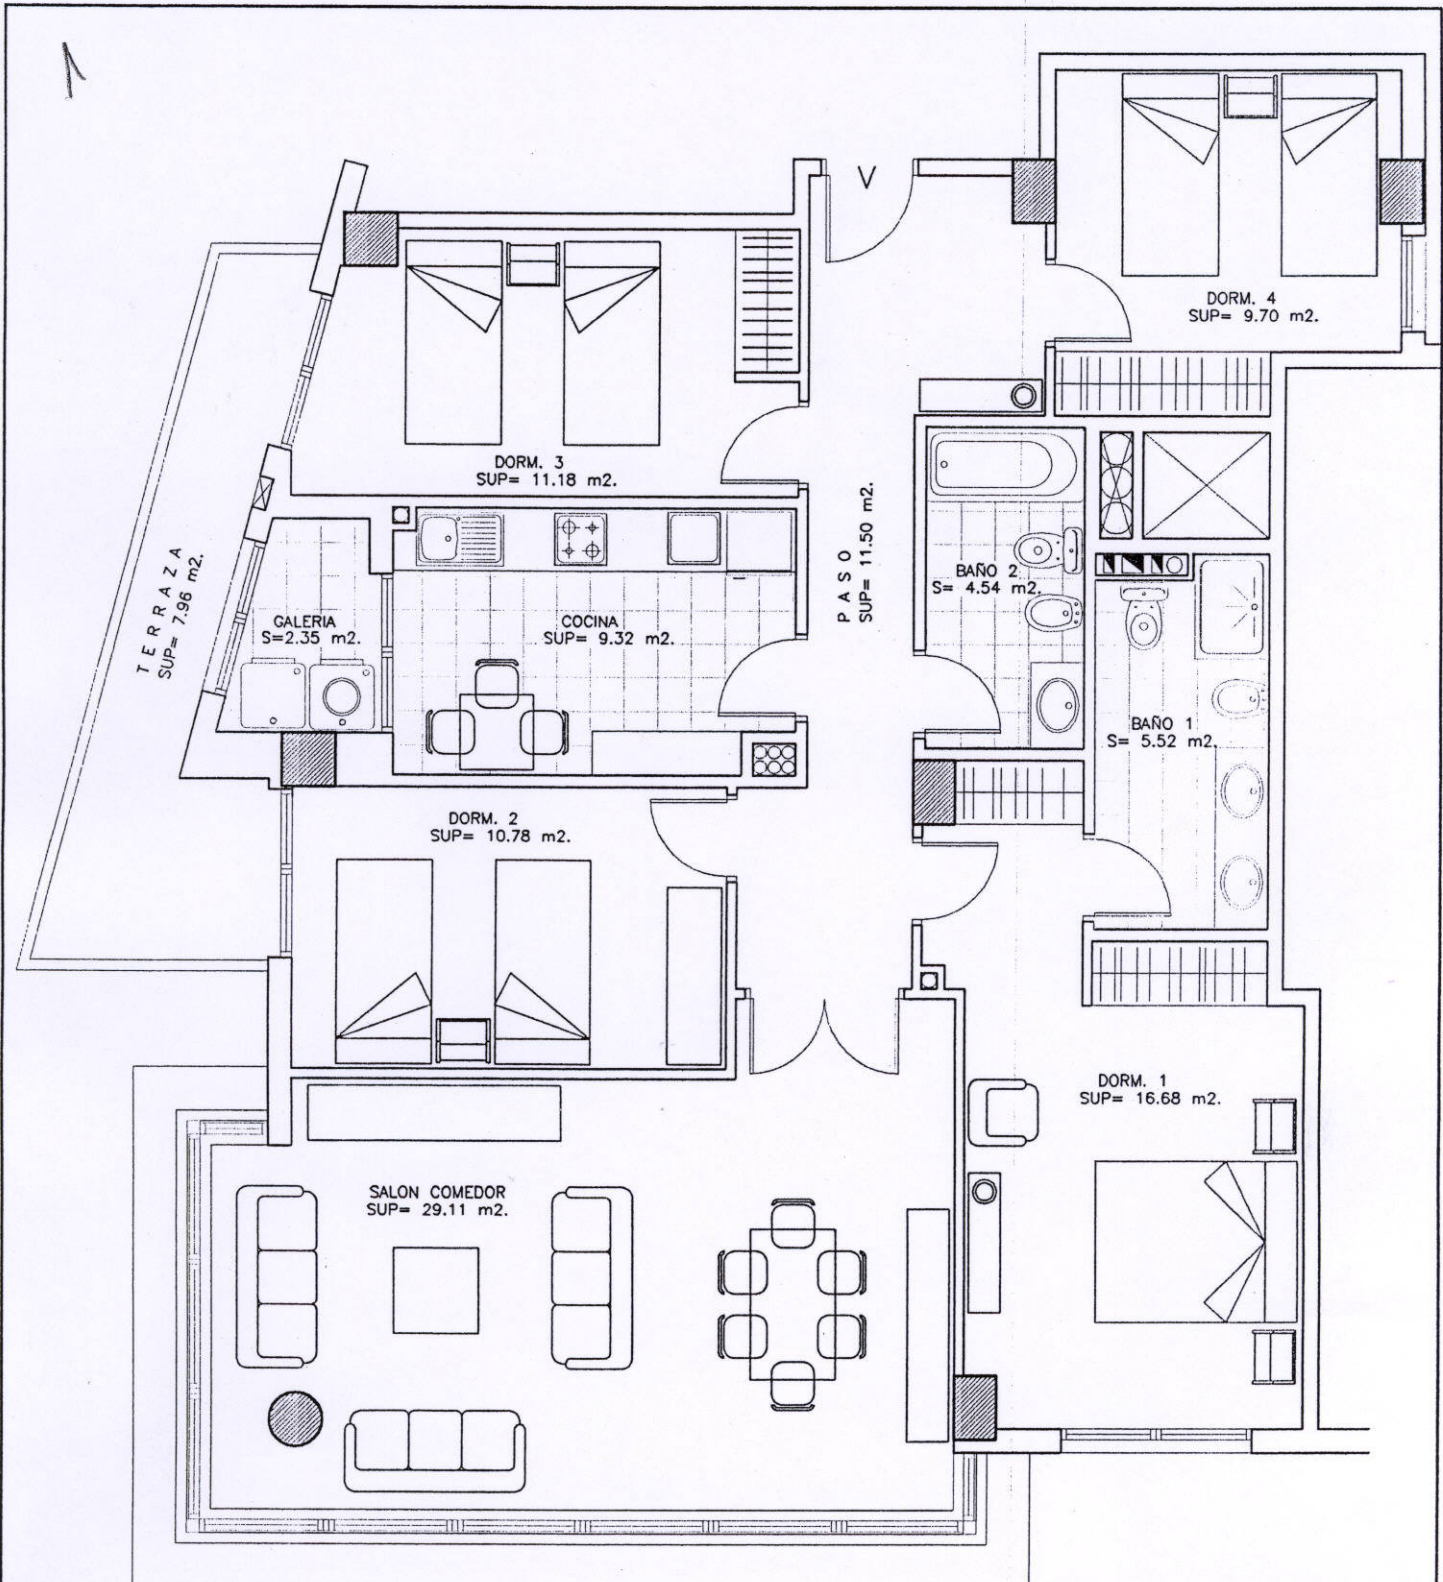 V
DORM. 4
SUP= 9.70 m2.
DORM. 3
SUP= 11.18 m2.
PASO
SUP= 11.50 m2.
TERRAZA
SUP= 7.96 m2.
GALERIA
S=2.35 m2.
COCINA
SUP= 9.32 m2.
BAÑO 2
S= 4.54 m2.
BAÑO 1
S= 5.52 m2.
DORM. 2
SUP= 10.78 m2.
DORM. 1
SUP= 16.68 m2.
SALON COMEDOR
SUP= 29.11 m2.